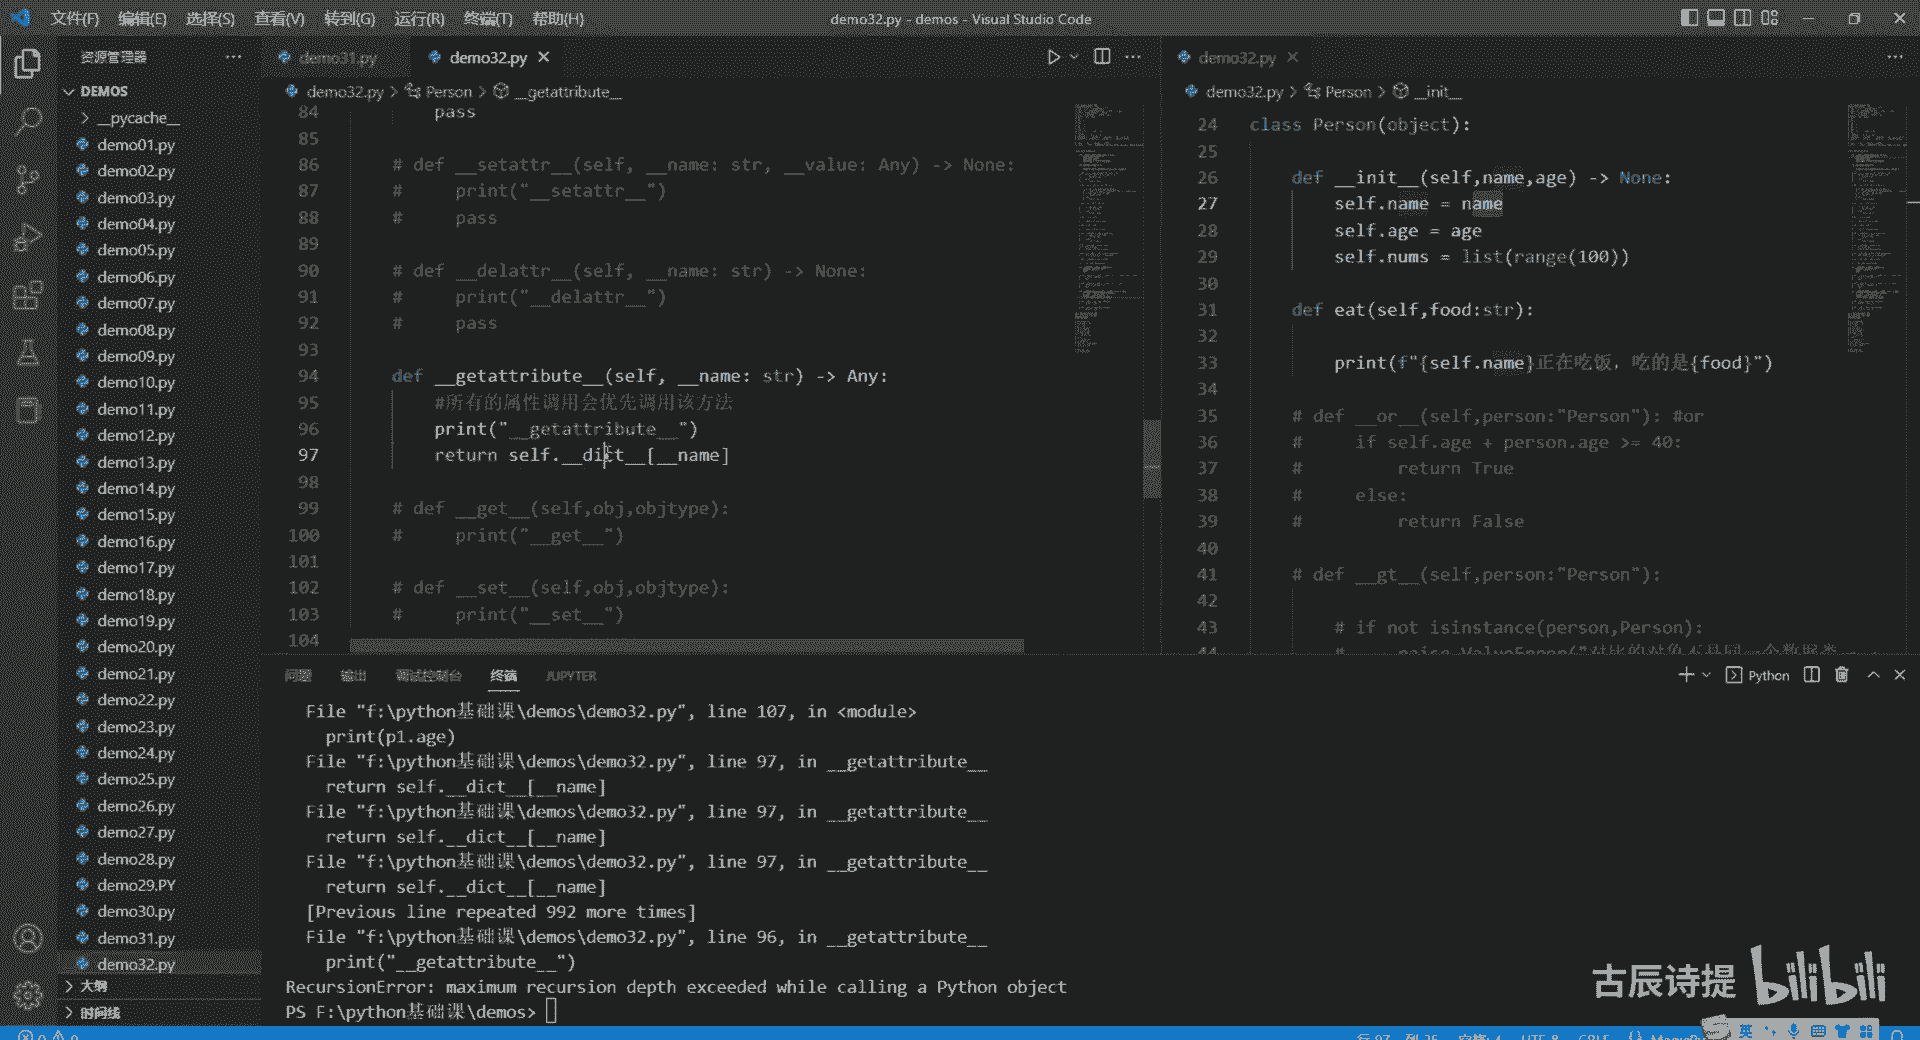 文件(F) 编辑(E) 选择(S) 查看(V) 转到(G) 运行(R) 终端(T) 帮助(H)
demo32.py - demos - Visual Studio Code
资源管理器
DEMOS
__pycache__
demo01.py
demo02.py
demo03.py
demo04.py
demo05.py
demo06.py
demo07.py
demo08.py
demo09.py
demo10.py
demo11.py
demo12.py
demo13.py
demo14.py
demo15.py
demo16.py
demo17.py
demo18.py
demo19.py
demo20.py
demo21.py
demo22.py
demo23.py
demo24.py
demo25.py
demo26.py
demo27.py
demo28.py
demo29.PY
demo30.py
demo31.py
demo32.py
大纲
时间线
demo31.py demo32.py
demo32.py > Person > __getattribute__
84 pass
85
86 # def __setattr__(self, __name: str, __value: Any) -> None:
87 # print("__setattr__")
88 # pass
89
90 # def __delattr__(self, __name: str) -> None:
91 # print("__delattr__")
92 # pass
93
94 def __getattribute__(self, __name: str) -> Any:
95 #所有的属性调用会优先调用该方法
96 print("__getattribute__")
97 return self.__dict__[__name]
98
99 # def __get__(self,obj,objtype):
100 # print("__get__")
101
102 # def __set__(self,obj,objtype):
103 # print("__set__")
104
demo32.py
demo32.py > Person > __init__
24 class Person(object):
25
26 def __init__(self,name,age) -> None:
27 self.name = name
28 self.age = age
29 self.nums = list(range(100))
30
31 def eat(self,food:str):
32
33 print(f"{self.name}正在吃饭，吃的是{food}")
34
35 # def __or__(self,person:"Person"): #or
36 # if self.age + person.age >= 40:
37 # return True
38 # else:
39 # return False
40
41 # def __gt__(self,person:"Person"):
42
43 # if not isinstance(person,Person):
44 # raise ValueError("对比的对象不是同一个数据类
问题 输出 调试控制台 终端 JUPYTER
Python
File "f:\python基础课\demos\demo32.py", line 107, in <module>
print(p1.age)
File "f:\python基础课\demos\demo32.py", line 97, in __getattribute__
return self.__dict__[__name]
File "f:\python基础课\demos\demo32.py", line 97, in __getattribute__
return self.__dict__[__name]
File "f:\python基础课\demos\demo32.py", line 97, in __getattribute__
return self.__dict__[__name]
[Previous line repeated 992 more times]
File "f:\python基础课\demos\demo32.py", line 96, in __getattribute__
print("__getattribute__")
RecursionError: maximum recursion depth exceeded while calling a Python object
PS F:\python基础课\demos>
古辰诗提 bilibili
英